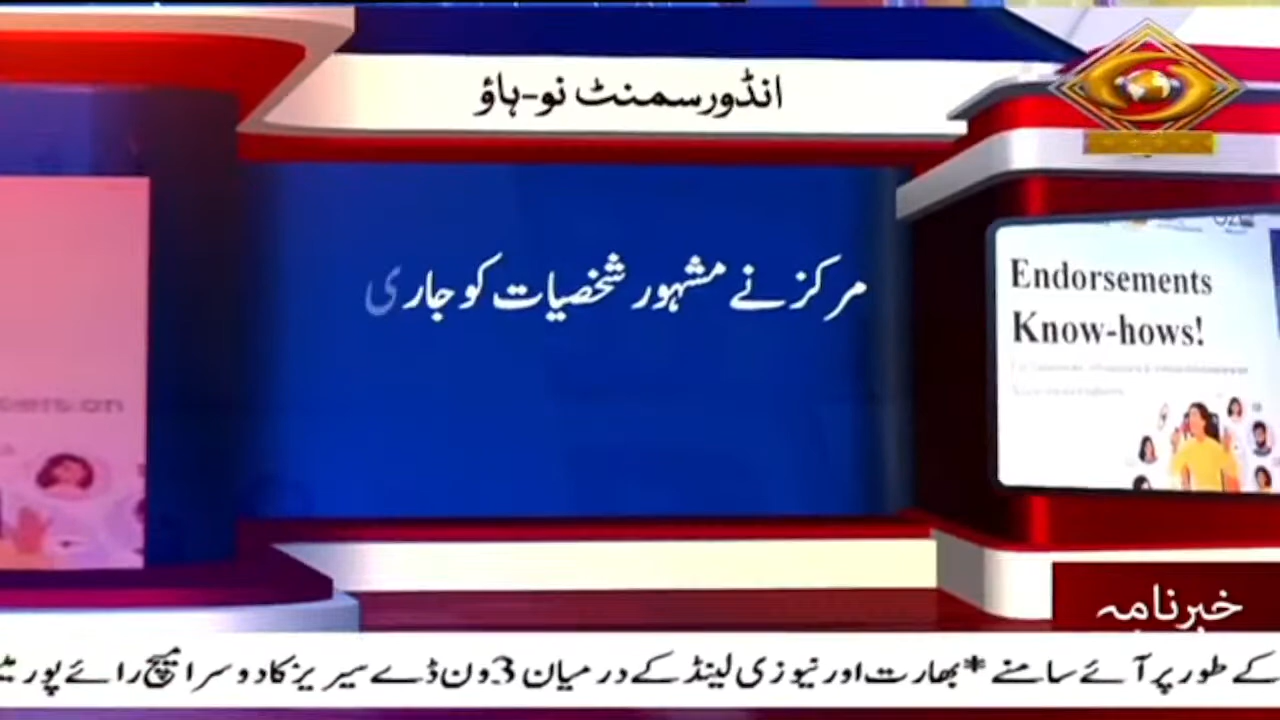 انڈورسمنٹ نو-ہاؤ
مرکز نے مشہور شخصیات کو جاری
Endorsements
Know-hows!
خبرنامہ
کے طور پر آئے سامنے *بھارت اور نیوزی لینڈ کے درمیان 3 ون ڈے سیریز کا دوسرا میچ رائے پور